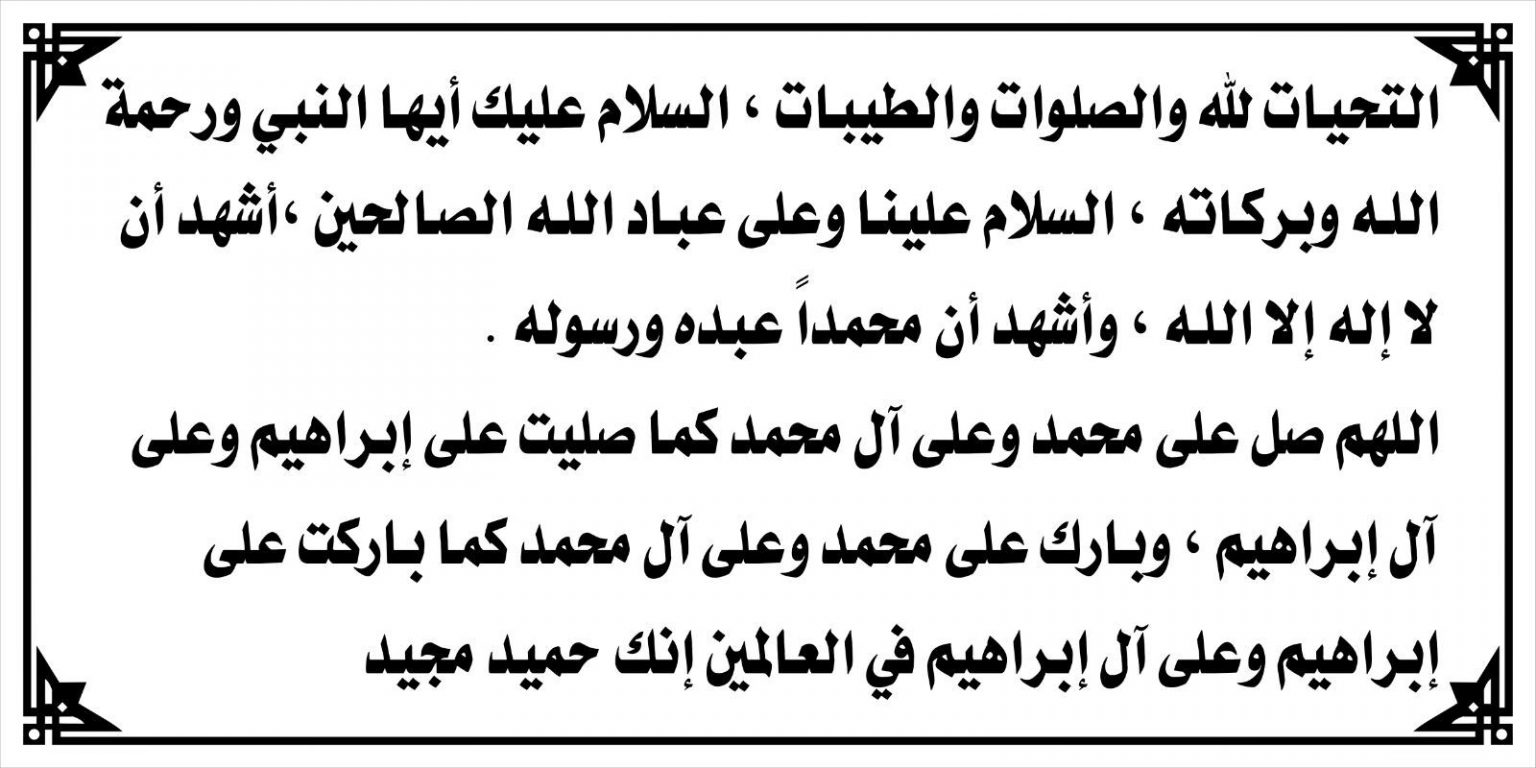 التحيات لله والصلوات والطيبات ، السلام عليك أيها النبي ورحمة
الله وبركاته ، السلام علينا وعلى عباد الله الصالحين ،أشهد أن
لا إله إلا الله ، وأشهد أن محمداً عبده ورسوله .
اللهم صل على محمد وعلى آل محمد كما صليت على إبراهيم وعلى
آل إبراهيم ، وبارك على محمد وعلى آل محمد كما باركت على
إبراهيم وعلى آل إبراهيم في العالمين إنك حميد مجيد